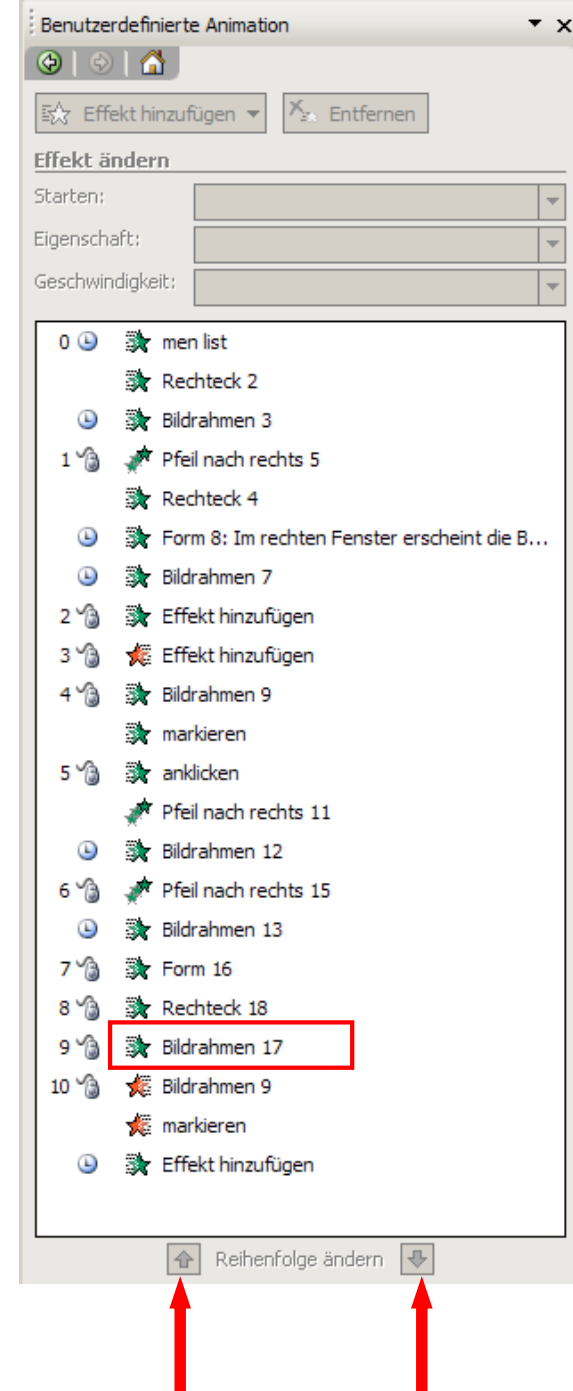 Benutzerdefinierte Animation
Effekt hinzufügen Entfernen
Effekt ändern
Starten:
Eigenschaft:
Geschwindigkeit:
0 men list
Rechteck 2
Bildrahmen 3
1 Pfeil nach rechts 5
Rechteck 4
Form 8: Im rechten Fenster erscheint die B...
Bildrahmen 7
2 Effekt hinzufügen
3 Effekt hinzufügen
4 Bildrahmen 9
markieren
5 anklicken
Pfeil nach rechts 11
Bildrahmen 12
6 Pfeil nach rechts 15
Bildrahmen 13
7 Form 16
8 Rechteck 18
9 Bildrahmen 17
10 Bildrahmen 9
markieren
Effekt hinzufügen
Reihenfolge ändern